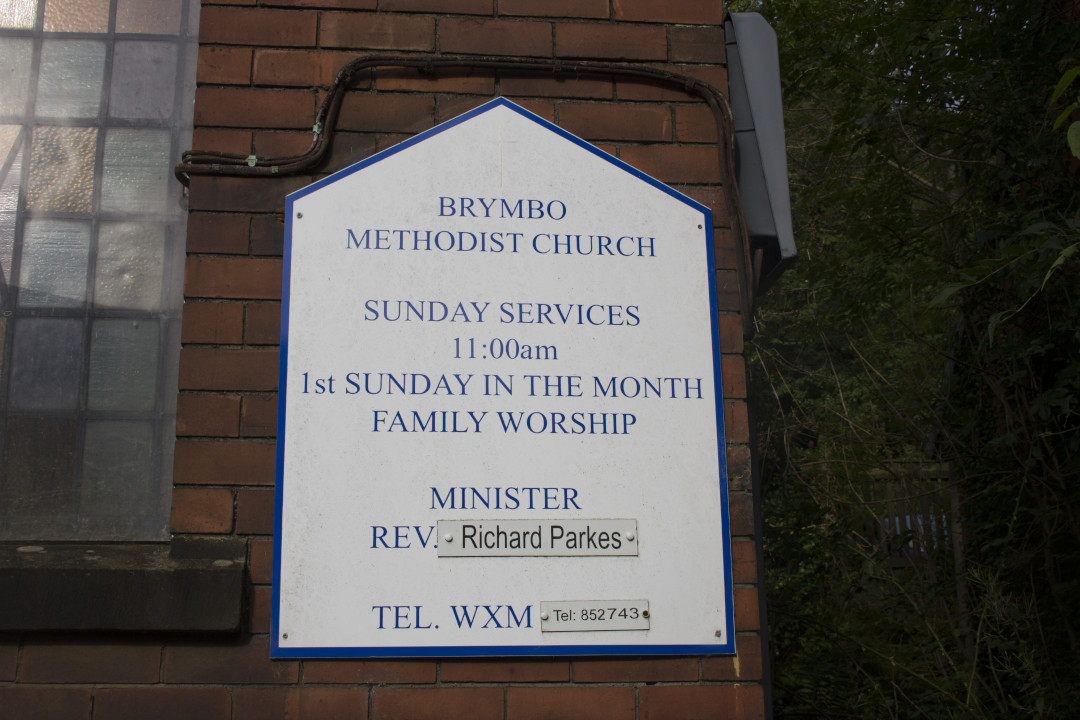 BRYMBO
METHODIST CHURCH
SUNDAY SERVICES
11:00am
1st SUNDAY IN THE MONTH
FAMILY WORSHIP
MINISTER
REV. Richard Parkes
TEL. WXM Tel: 852743